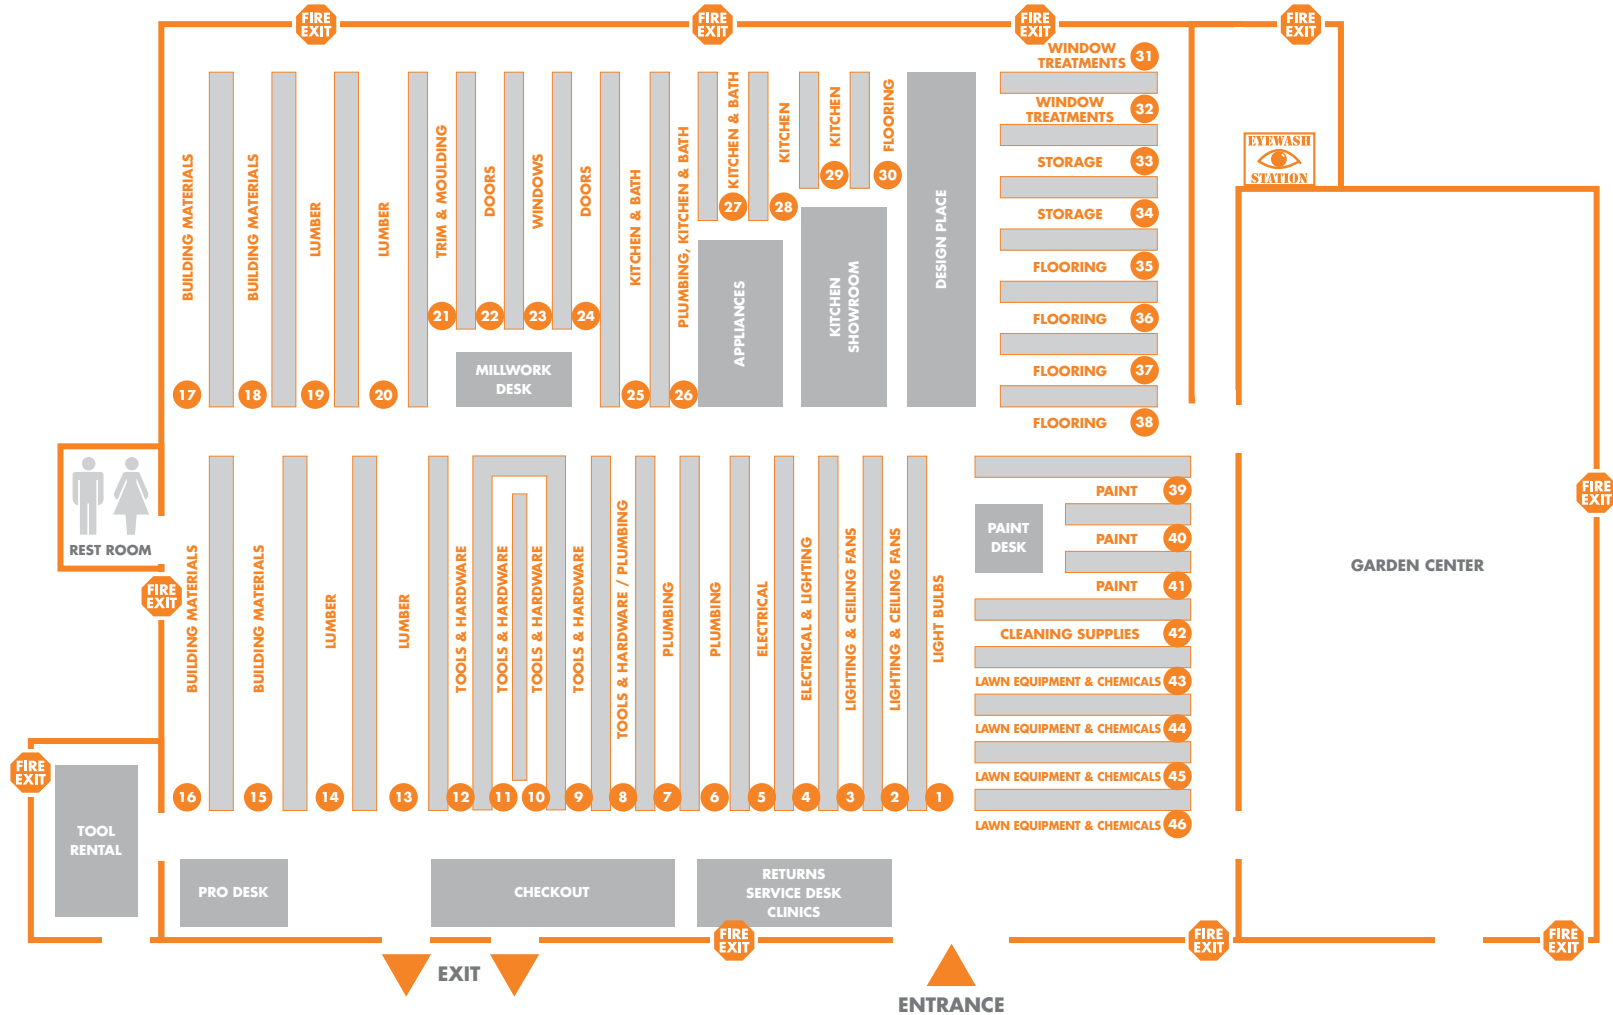 FIRE
EXIT
FIRE
EXIT
FIRE
EXIT
FIRE
EXIT
BUILDING MATERIALS
17
BUILDING MATERIALS
18
LUMBER
19
LUMBER
20
TRIM & MOULDING
21
DOORS
22
WINDOWS
23
DOORS
24
KITCHEN & BATH
25
PLUMBING, KITCHEN & BATH
26
KITCHEN & BATH
27
KITCHEN
28
KITCHEN
29
FLOORING
30
MILLWORK
DESK
APPLIANCES
KITCHEN
SHOWROOM
DESIGN PLACE
WINDOW
TREATMENTS
31
WINDOW
TREATMENTS
32
STORAGE
33
STORAGE
34
FLOORING
35
FLOORING
36
FLOORING
37
FLOORING
38
EYEWASH
STATION
REST ROOM
FIRE
EXIT
FIRE
EXIT
BUILDING MATERIALS
16
BUILDING MATERIALS
15
LUMBER
14
LUMBER
13
TOOLS & HARDWARE
12
TOOLS & HARDWARE
11
TOOLS & HARDWARE
10
TOOLS & HARDWARE
9
TOOLS & HARDWARE / PLUMBING
8
PLUMBING
7
PLUMBING
6
ELECTRICAL
5
ELECTRICAL & LIGHTING
4
LIGHTING & CEILING FANS
3
LIGHTING & CEILING FANS
2
LIGHT BULBS
1
PAINT
DESK
PAINT
39
PAINT
40
PAINT
41
CLEANING SUPPLIES
42
LAWN EQUIPMENT & CHEMICALS
43
LAWN EQUIPMENT & CHEMICALS
44
LAWN EQUIPMENT & CHEMICALS
45
LAWN EQUIPMENT & CHEMICALS
46
GARDEN CENTER
FIRE
EXIT
TOOL
RENTAL
PRO DESK
CHECKOUT
RETURNS
SERVICE DESK
CLINICS
FIRE
EXIT
FIRE
EXIT
FIRE
EXIT
EXIT
ENTRANCE